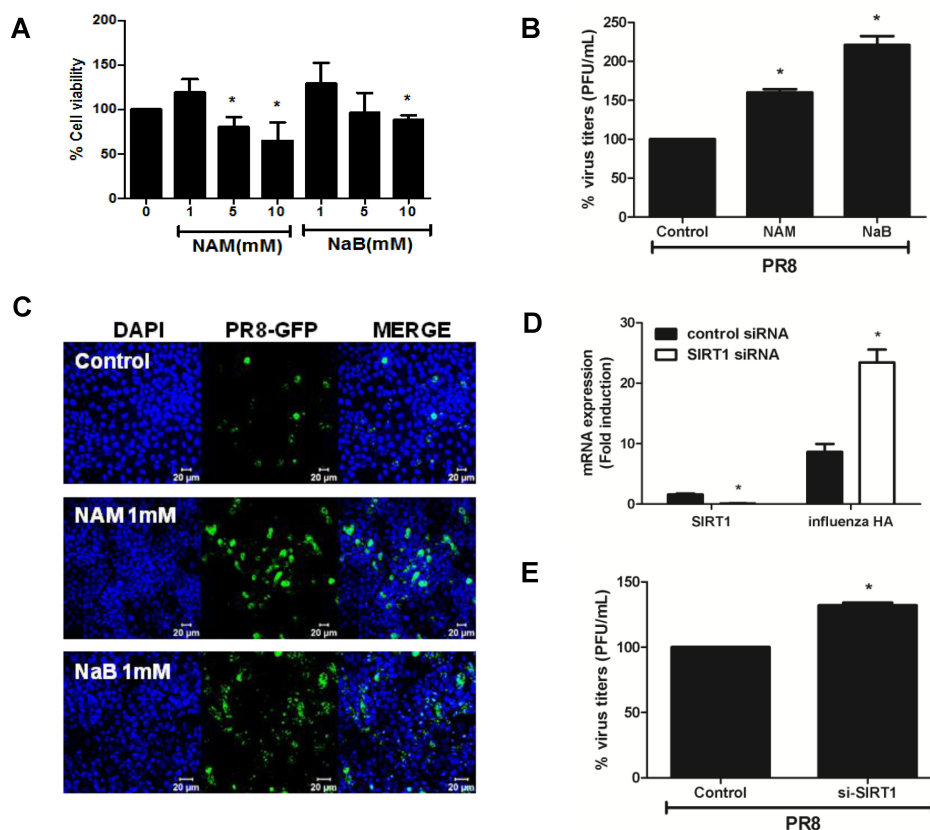 A
% Cell viability
200
150
100
50
0
*
*
*
0
1
5
10
1
5
10
NAM(mM)
NaB(mM)
B
% virus titers (PFU/mL)
250
200
150
100
50
0
*
*
Control
NAM
NaB
PR8
C
DAPI
PR8-GFP
MERGE
Control
20 µm
20 µm
20 µm
NAM 1mM
20 µm
20 µm
20 µm
NaB 1mM
20 µm
20 µm
20 µm
D
mRNA expression
(Fold induction)
30
20
10
0
control siRNA
SIRT1 siRNA
*
*
SIRT1
influenza HA
E
% virus titers (PFU/mL)
150
100
50
0
*
Control
si-SIRT1
PR8